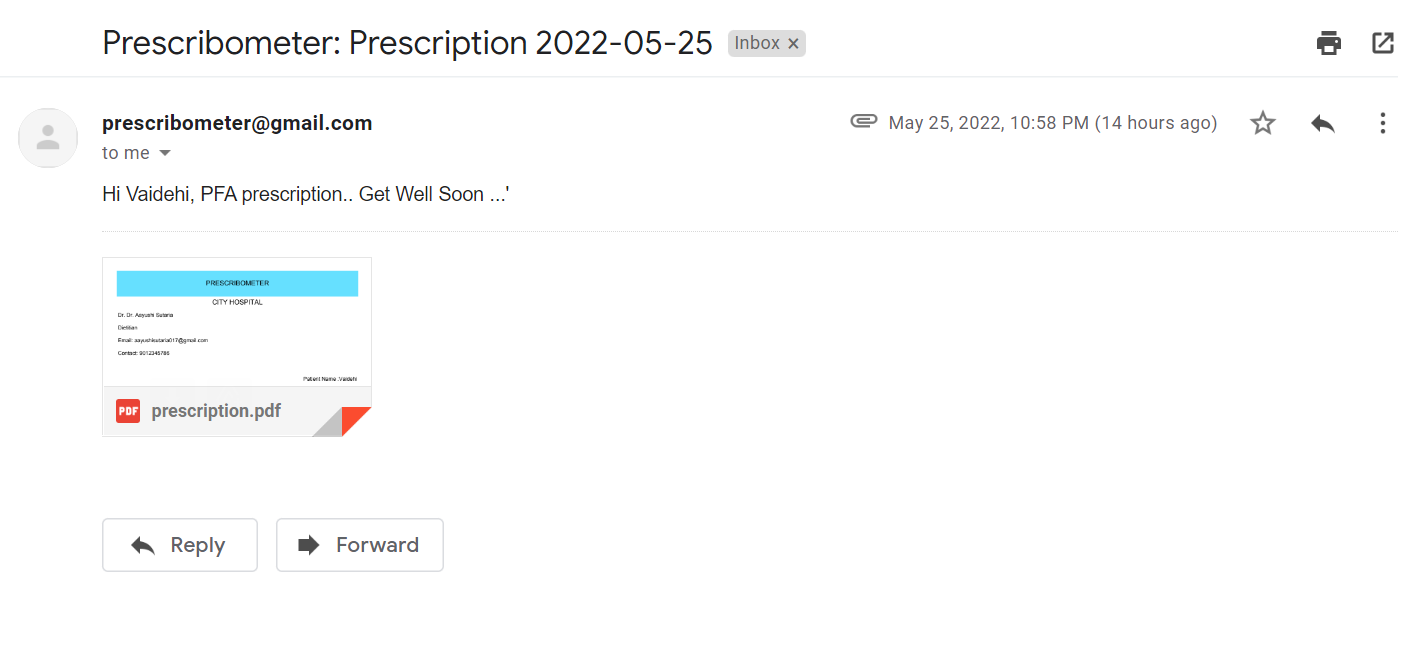 Prescribometer: Prescription 2022-05-25 Inbox ×
prescribometer@gmail.com May 25, 2022, 10:58 PM (14 hours ago)
to me
Hi Vaidehi, PFA prescription.. Get Well Soon ...'
PRESCRIBOMETER
CITY HOSPITAL
Dr. Dr. Aayushi Sutaria
Dietitian
Email: aayushisutaria017@gmail.com
Contact: 9012345786
Patient Name :Vaidehi
PDF prescription.pdf
Reply Forward